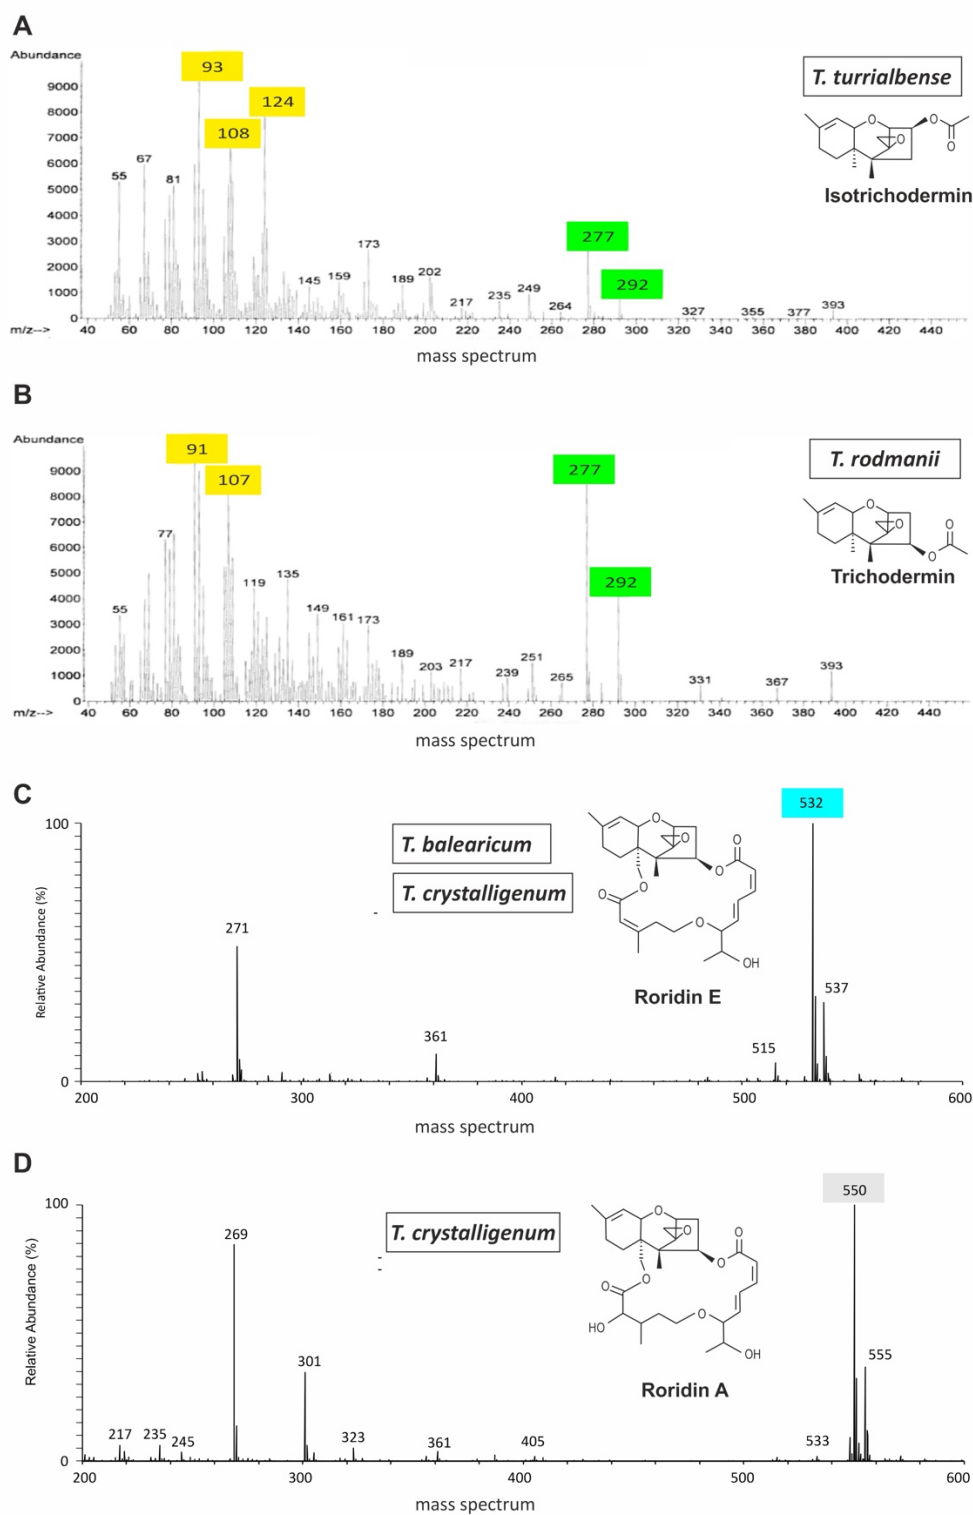 A
Abundance
93
T. turrialbense
9000
124
8000
108
7000
O
O
6000
67
O
O
55
81
5000
Isotrichodermin
4000
277
3000
173
2000
292
202
145
159
189
249
1000
217
235
264
327
355
377
393
0
m/z-->
40 60 80 100 120 140 160 180 200 220 240 260 280 300 320 340 360 380 400 420 440
mass spectrum
B
Abundance
91
T. rodmanii
9000
107
277
8000
O
7000
77
O
O
6000
O
135
Trichodermin
5000
119
292
4000
55
149
161
173
3000
2000
189
203
217
239
251
265
331
367
393
1000
0
m/z-->
40 60 80 100 120 140 160 180 200 220 240 260 280 300 320 340 360 380 400 420 440
mass spectrum
C
532
100
T. balearicum
O
O
O
O
T. crystalligenum
O
O
O
271
OH
Roridin E
537
361
515
Relative Abundance (%)
0
200 300 400 500 600
mass spectrum
D
550
100
T. crystalligenum
O
O
O
269
O
O
O
O
HO
OH
301
Roridin A
555
217
235
245
323
361
405
533
Relative Abundance (%)
0
200 300 400 500 600
mass spectrum